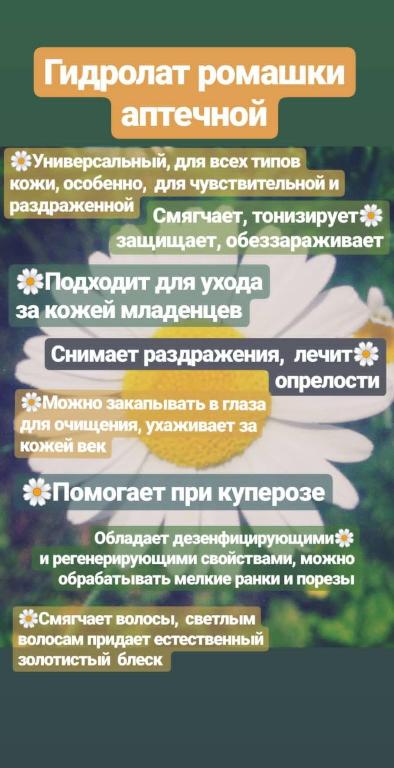 Гидролат ромашки
аптечной
🌼Универсальный, для всех типов
кожи, особенно, для чувствительной и
раздраженной
Смягчает, тонизирует🌼
защищает, обеззараживает
🌼Подходит для ухода
за кожей младенцев
Снимает раздражения, лечит🌼
опрелости
🌼Можно закапывать в глаза
для очищения, ухаживает за
кожей век
🌼Помогает при куперозе
Обладает дезенфицирующими🌼
и регенерирующими свойствами, можно
обрабатывать мелкие ранки и порезы
🌼Смягчает волосы, светлым
волосам придает естественный
золотистый блеск